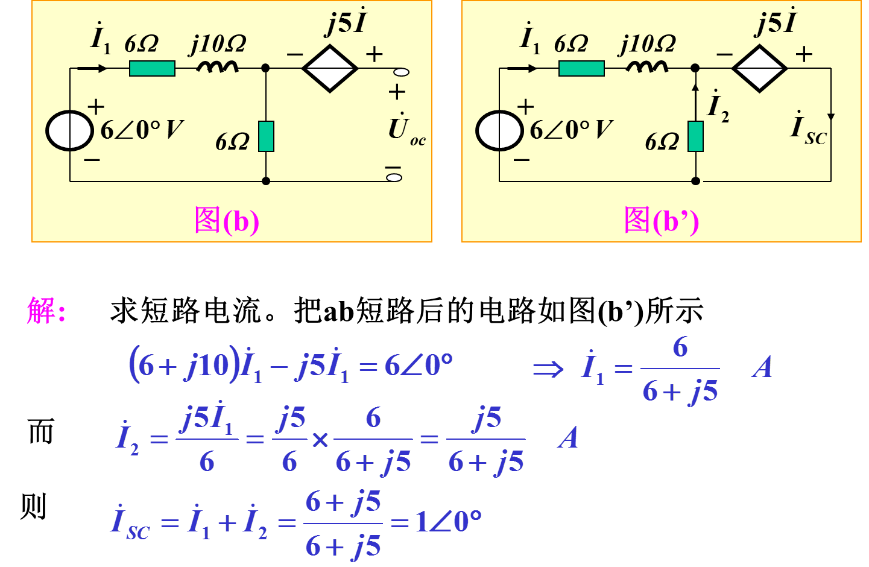 İ₁ 6Ω j10Ω j5İ
− +
+ 6∠0° V − 6Ω + U̇oc −
图(b)
İ₁ 6Ω j10Ω j5İ
− +
+ 6∠0° V − 6Ω İ₂ İSC
图(b’)
解： 求短路电流。把ab短路后的电路如图(b’)所示
(6 + j10)İ₁ − j5İ₁ = 6∠0° ⇒ İ₁ = 6/(6 + j5) A
而 İ₂ = j5İ₁/6 = j5/6 × 6/(6 + j5) = j5/(6 + j5) A
则 İSC = İ₁ + İ₂ = (6 + j5)/(6 + j5) = 1∠0°